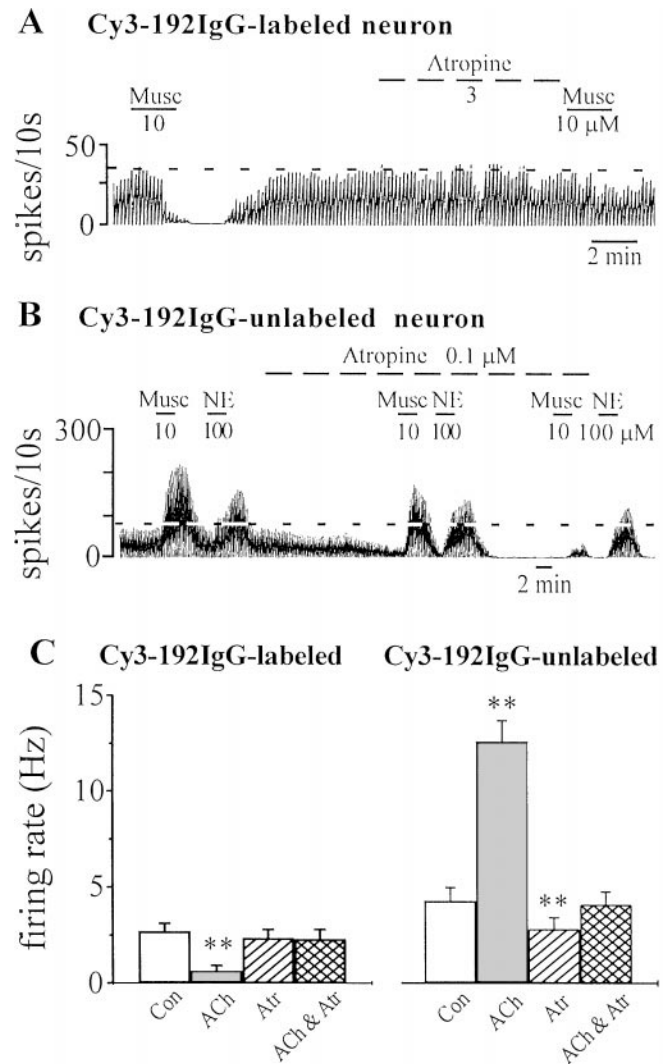 A Cy3-192IgG-labeled neuron
Atropine
3
Musc
10
Musc
10 μM
spikes/10s
50
0
2 min
B Cy3-192IgG-unlabeled neuron
Atropine 0.1 μM
Musc NE Musc NE Musc NE
10 100 10 100 10 100 μM
spikes/10s
300
0
2 min
C Cy3-192IgG-labeled Cy3-192IgG-unlabeled
firing rate (Hz)
15
10
5
0
**
**
**
Con ACh Atr ACh & Atr Con ACh Atr ACh & Atr